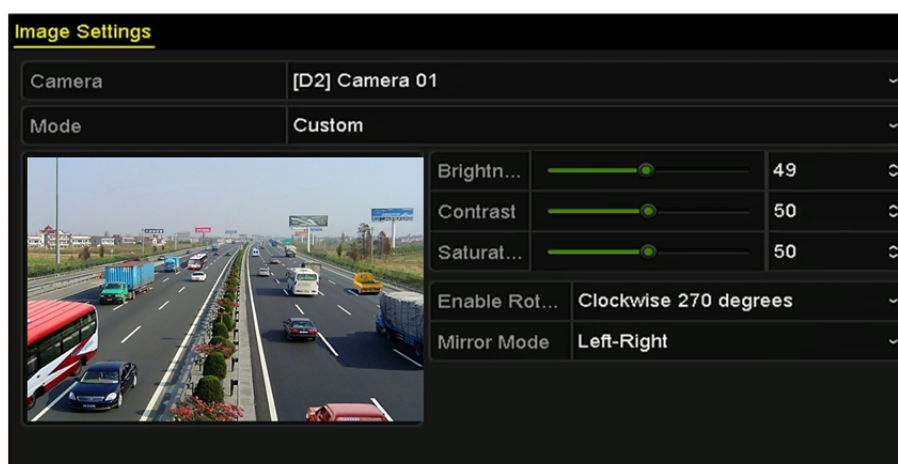 Image Settings
Camera [D2] Camera 01
Mode Custom
Brightn... 49
Contrast 50
Saturat... 50
Enable Rot... Clockwise 270 degrees
Mirror Mode Left-Right